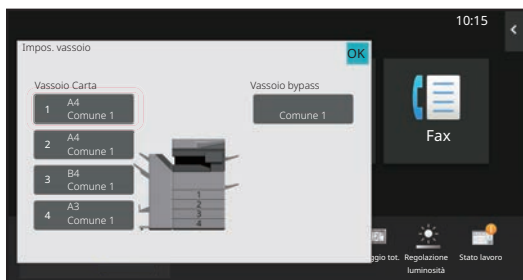 10:15
Impos. vassoio
OK
Vassoio Carta
Vassoio bypass
1 A4
Comune 1
Comune 1
2 A4
Comune 1
3 B4
Comune 1
4 A3
Comune 1
1
2
3
4
Fax
ggio tot.
Regolazione
luminosità
Stato lavoro